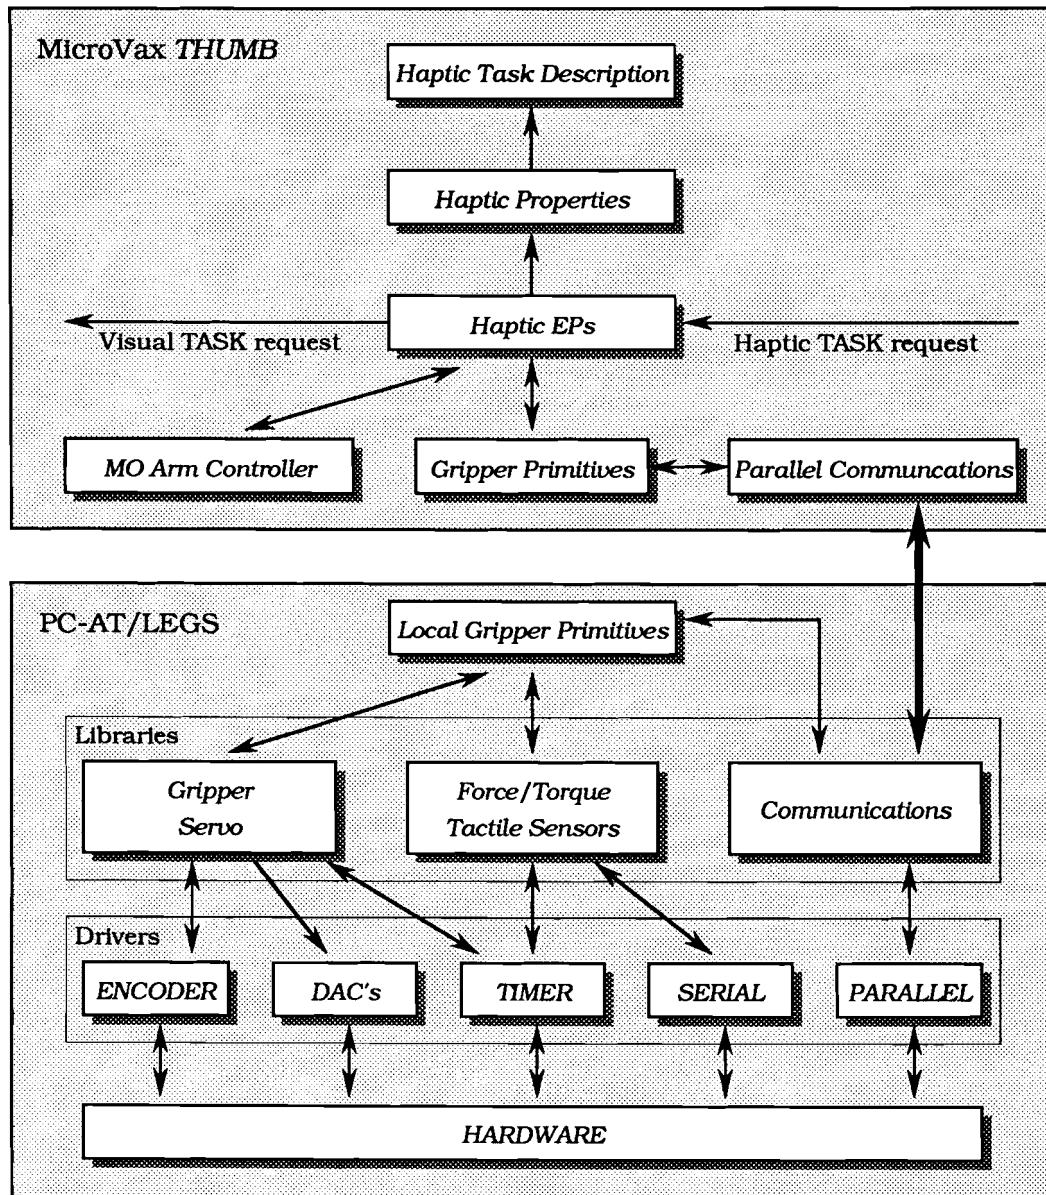 MicroVax THUMB
Haptic Task Description
Haptic Properties
Haptic EPs
Visual TASK request
Haptic TASK request
MO Arm Controller
Gripper Primitives
Parallel Communcations
PC-AT/LEGS
Local Gripper Primitives
Libraries
Gripper
Servo
Force/Torque
Tactile Sensors
Communications
Drivers
ENCODER
DAC's
TIMER
SERIAL
PARALLEL
HARDWARE